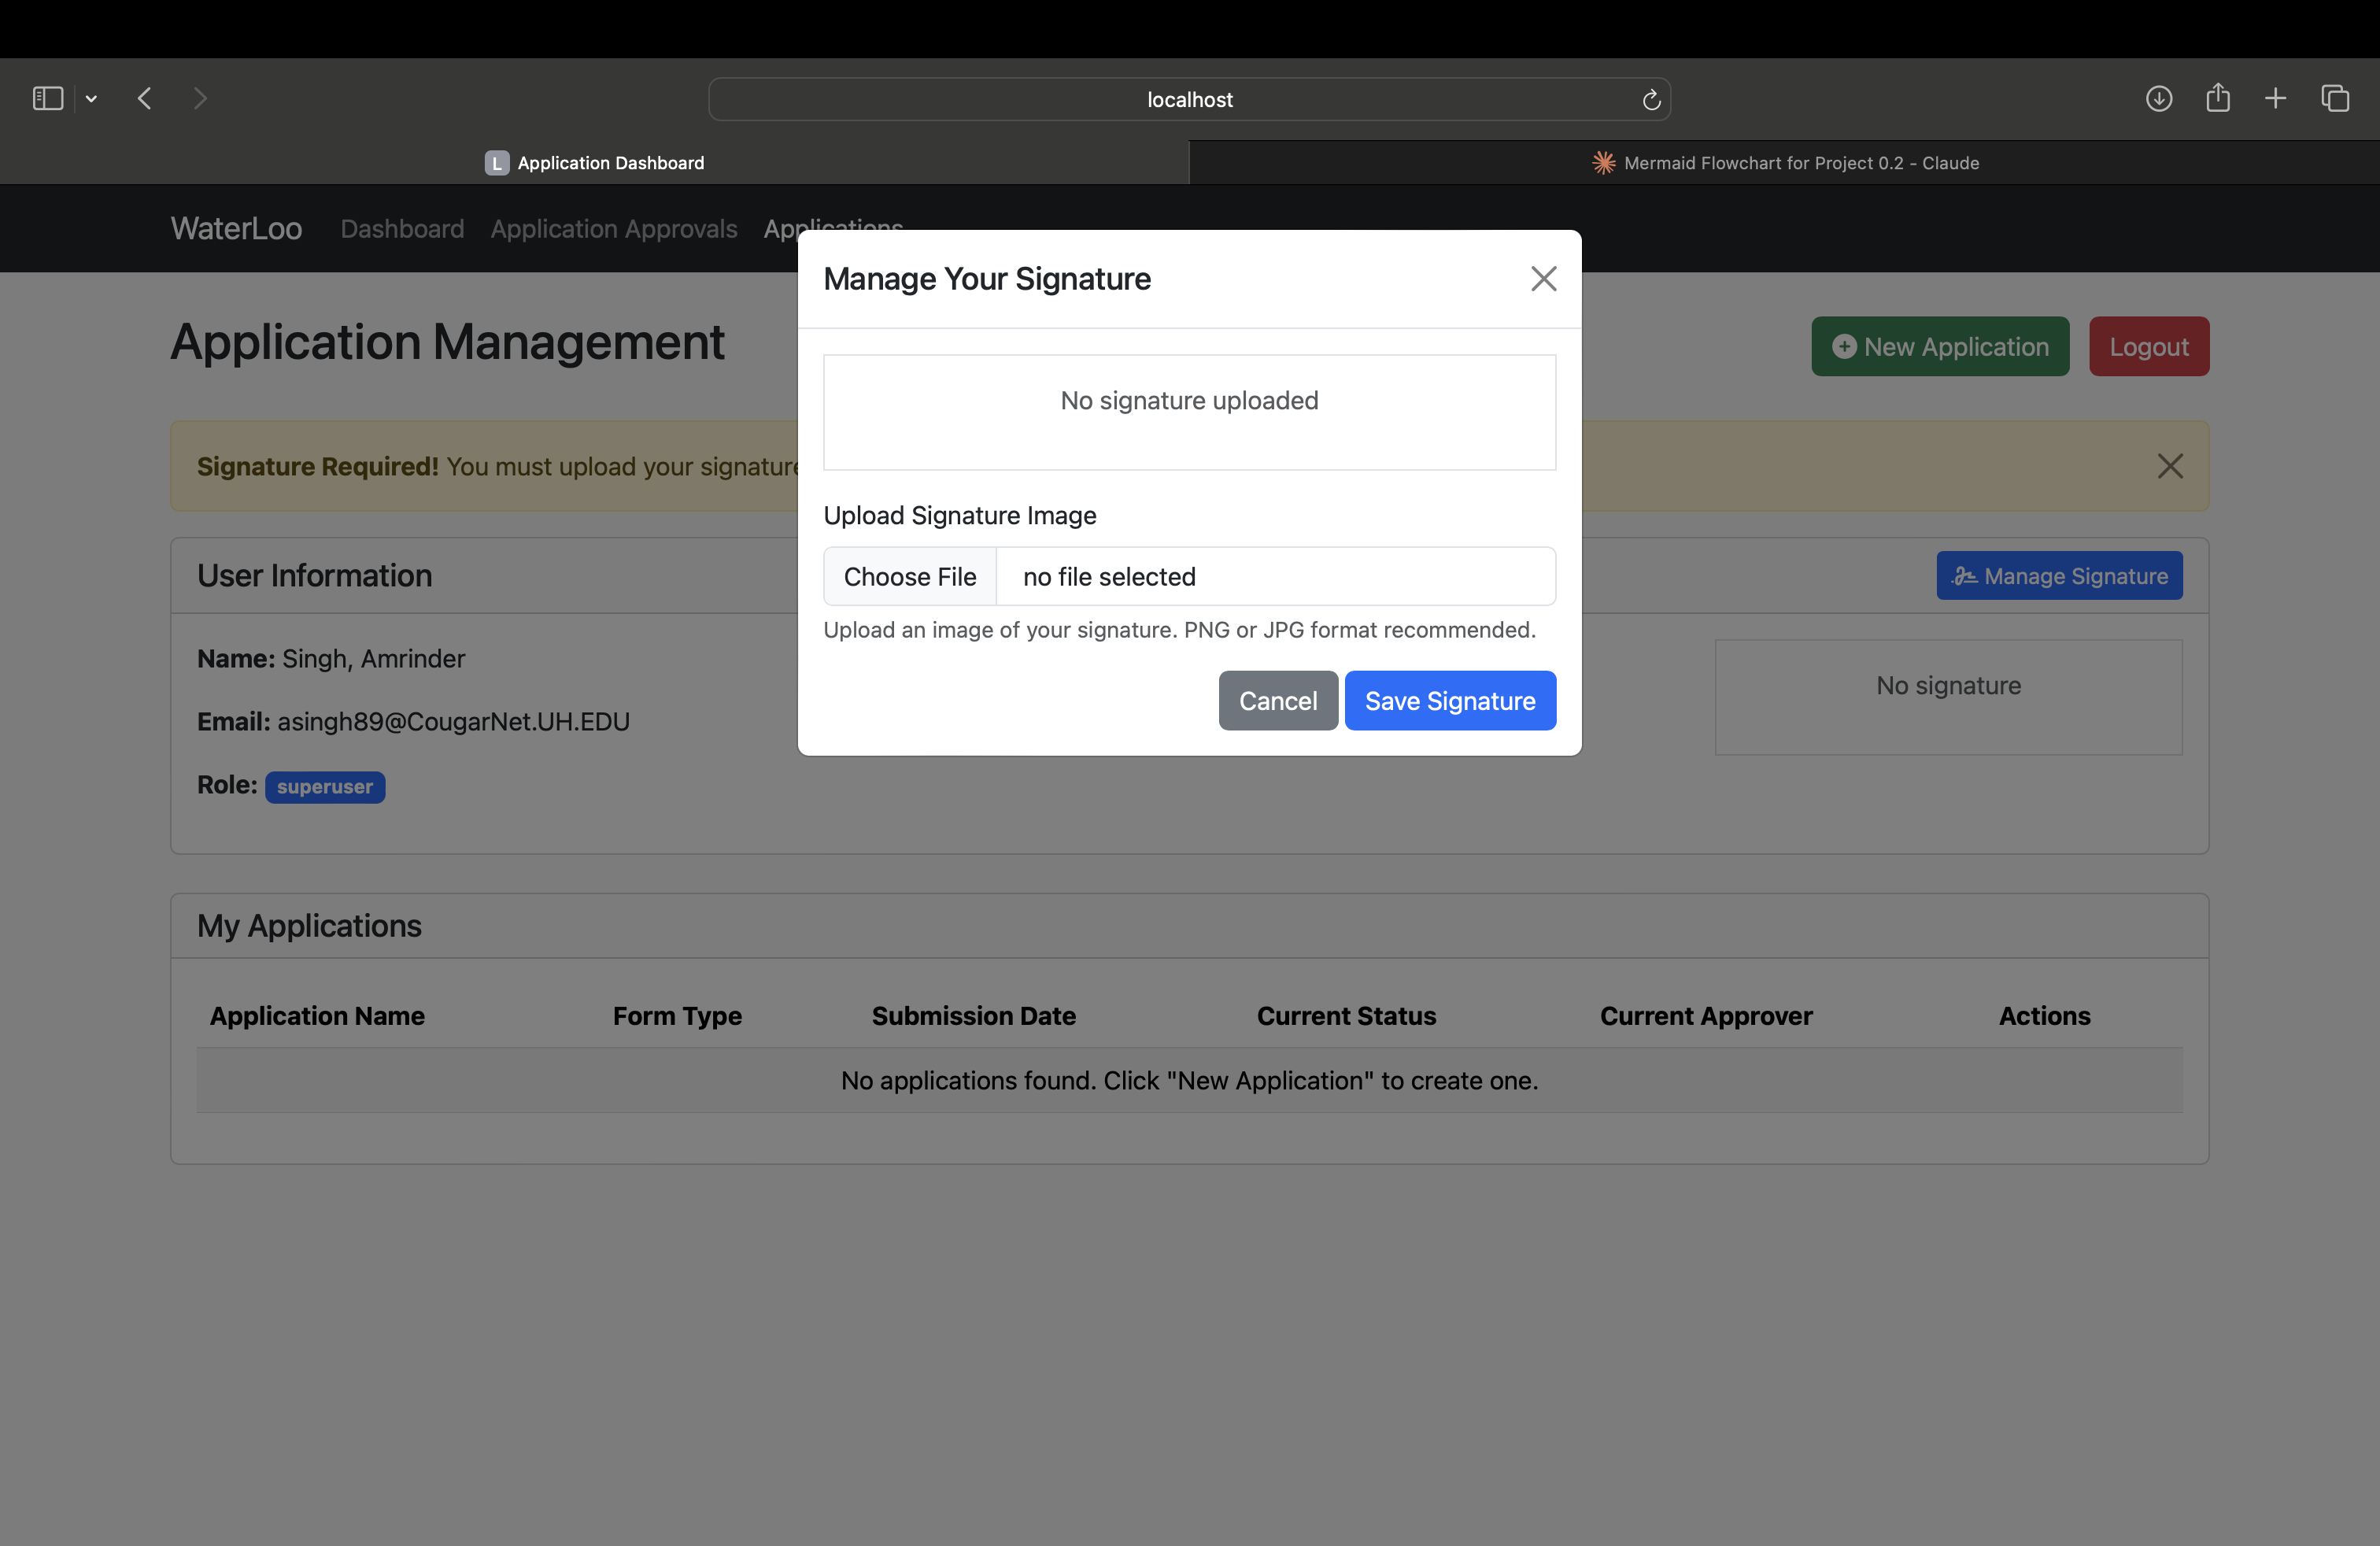 localhost
L Application Dashboard
Mermaid Flowchart for Project 0.2 - Claude
WaterLoo Dashboard Application Approvals Applications
Manage Your Signature
Application Management
New Application Logout
No signature uploaded
Signature Required! You must upload your signature
Upload Signature Image
User Information
Choose File no file selected
Manage Signature
Upload an image of your signature. PNG or JPG format recommended.
Name: Singh, Amrinder
No signature
Cancel Save Signature
Email: asingh89@CougarNet.UH.EDU
Role: superuser
My Applications
Application Name Form Type Submission Date Current Status Current Approver Actions
No applications found. Click "New Application" to create one.